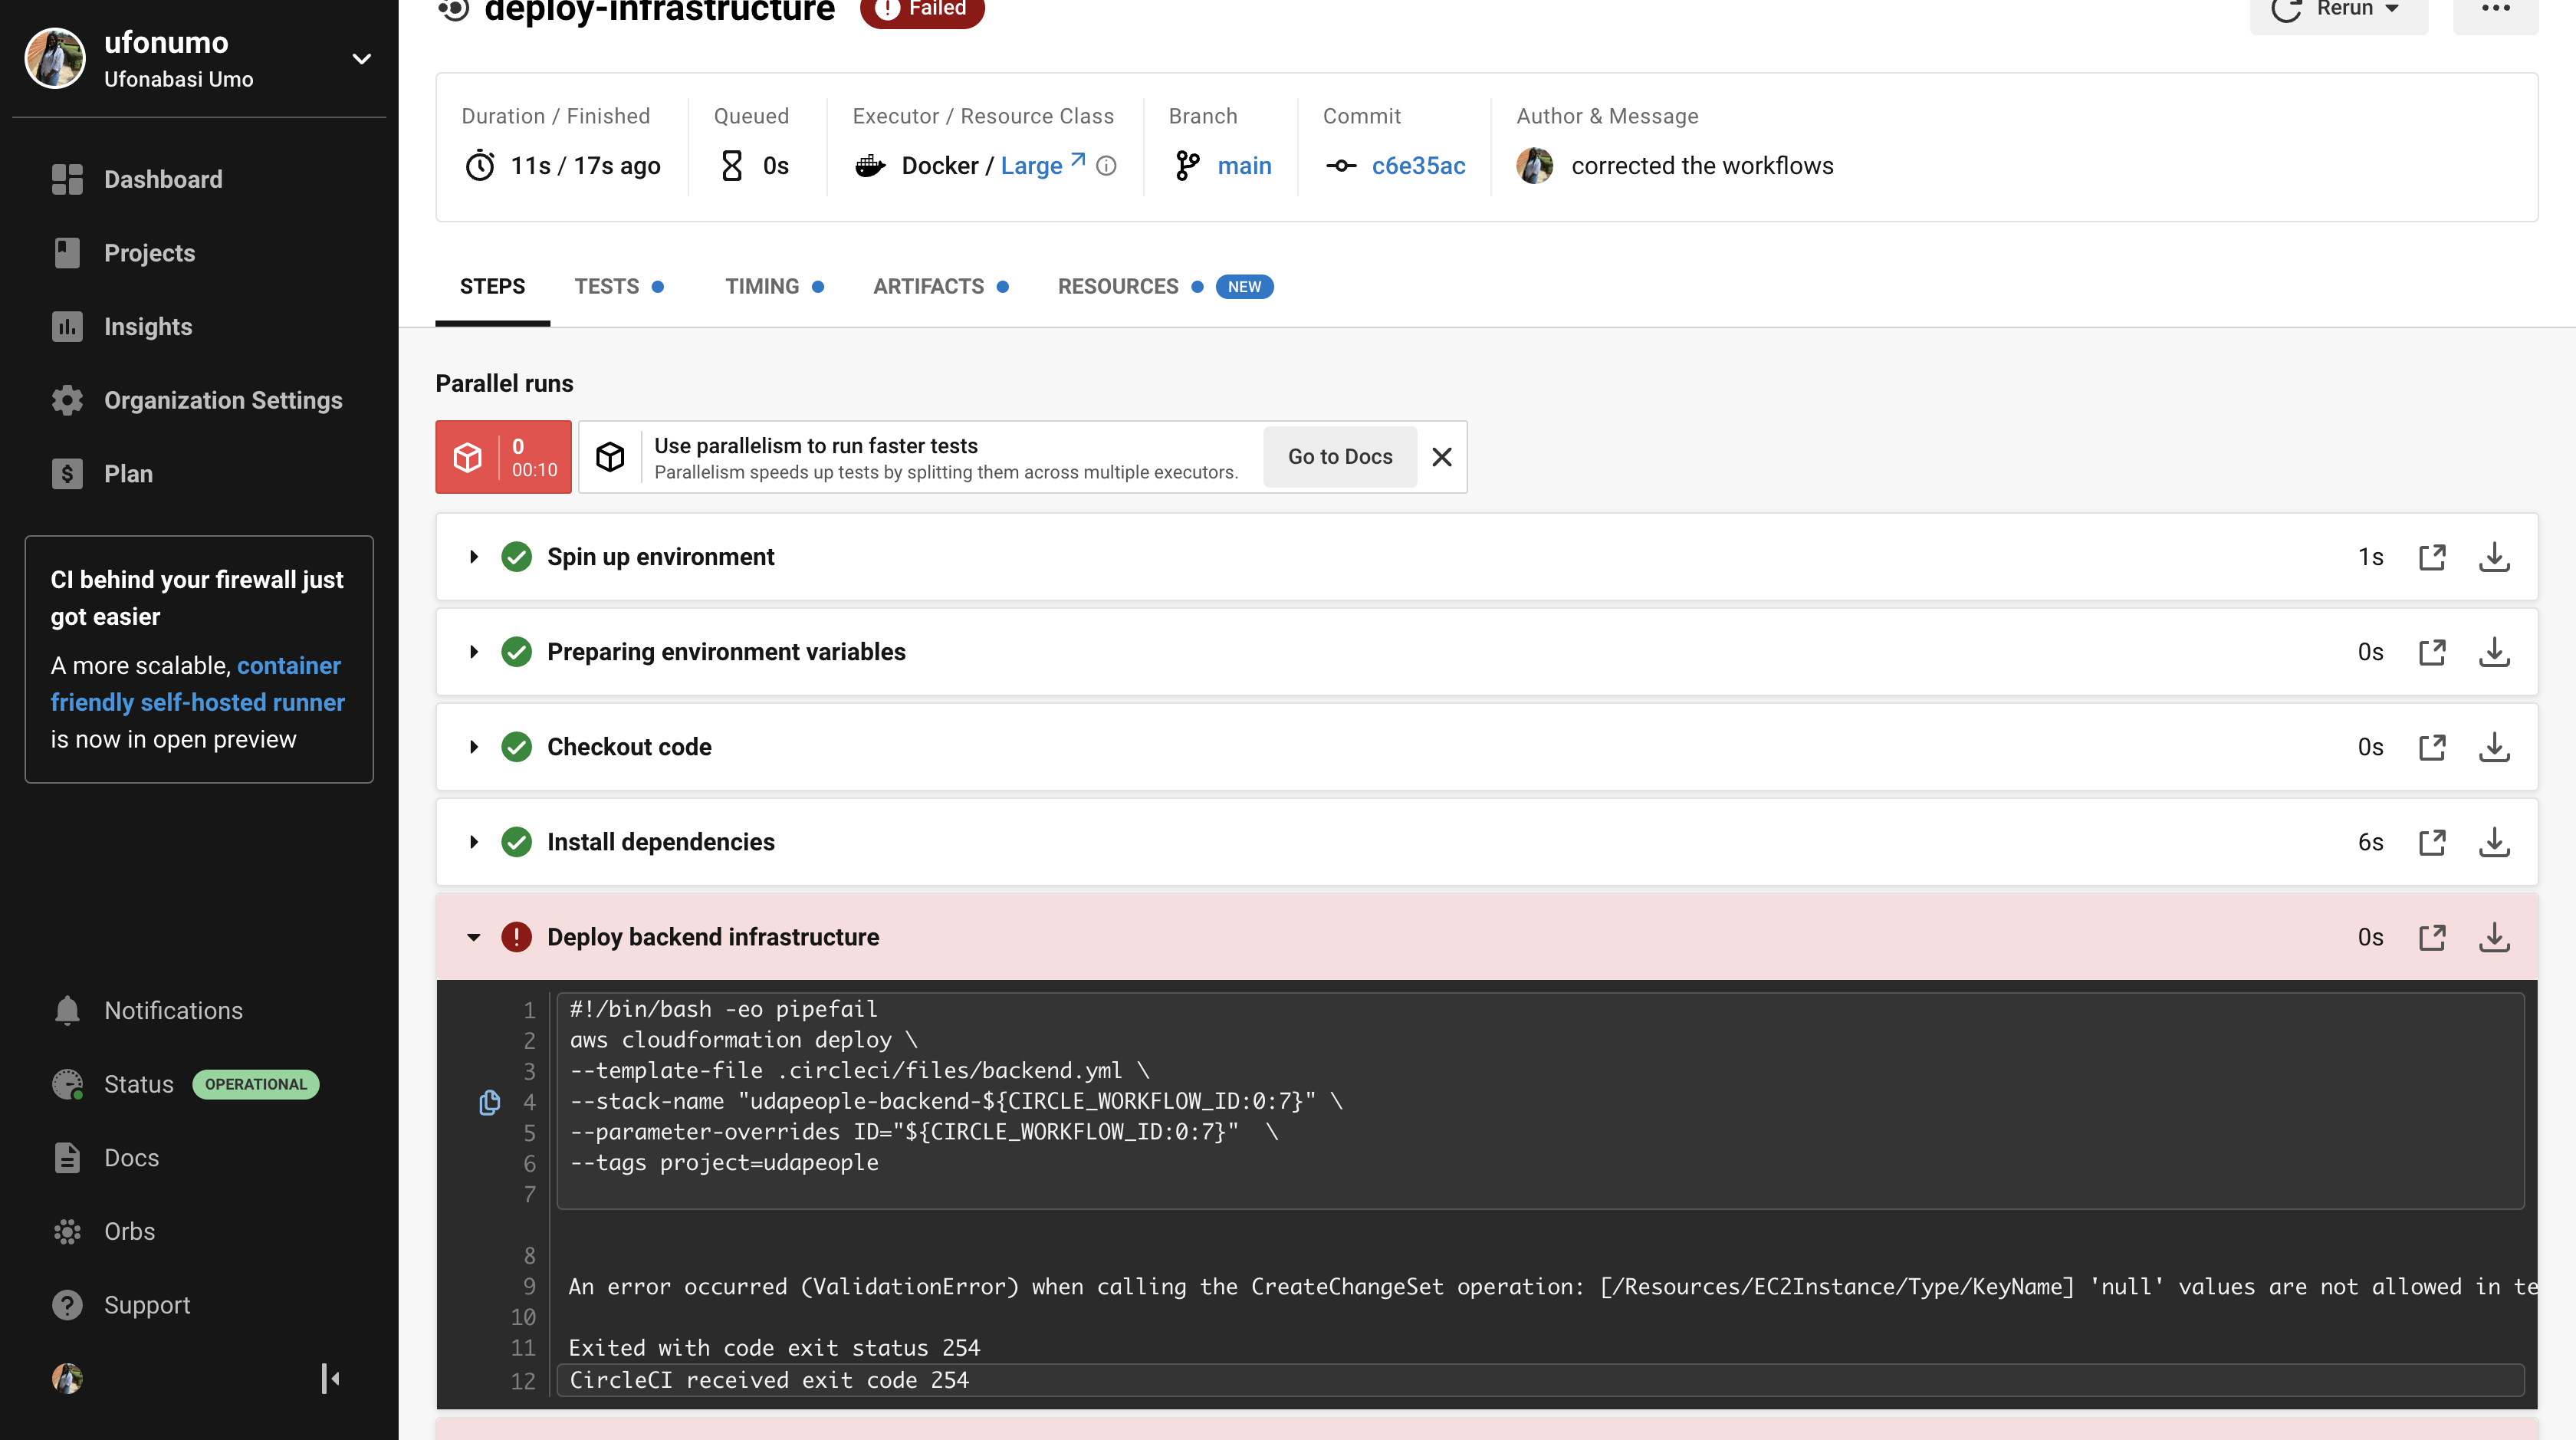 ufonumo
Ufonabasi Umo
Dashboard
Projects
Insights
Organization Settings
Plan
CI behind your firewall just
got easier
A more scalable, container
friendly self-hosted runner
is now in open preview
Notifications
Status OPERATIONAL
Docs
Orbs
Support
deploy-infrastructure Failed
Rerun
Duration / Finished Queued Executor / Resource Class Branch Commit Author & Message
11s / 17s ago 0s Docker / Large main c6e35ac corrected the workflows
STEPS TESTS TIMING ARTIFACTS RESOURCES NEW
Parallel runs
0
00:10
Use parallelism to run faster tests
Parallelism speeds up tests by splitting them across multiple executors.
Go to Docs
Spin up environment 1s
Preparing environment variables 0s
Checkout code 0s
Install dependencies 6s
Deploy backend infrastructure 0s
1 #!/bin/bash -eo pipefail
2 aws cloudformation deploy \
3 --template-file .circleci/files/backend.yml \
4 --stack-name "udapeople-backend-${CIRCLE_WORKFLOW_ID:0:7}" \
5 --parameter-overrides ID="${CIRCLE_WORKFLOW_ID:0:7}"  \
6 --tags project=udapeople
7
8
9 An error occurred (ValidationError) when calling the CreateChangeSet operation: [/Resources/EC2Instance/Type/KeyName] 'null' values are not allowed in te
10
11 Exited with code exit status 254
12 CircleCI received exit code 254